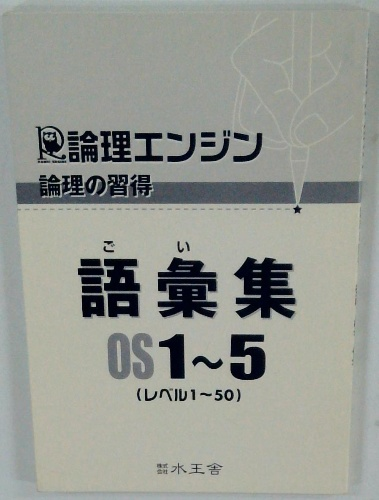 論理エンジン
論理の習得
ごい
語彙集
OS1～5
(レベル1～50)
株式会社 水王舎